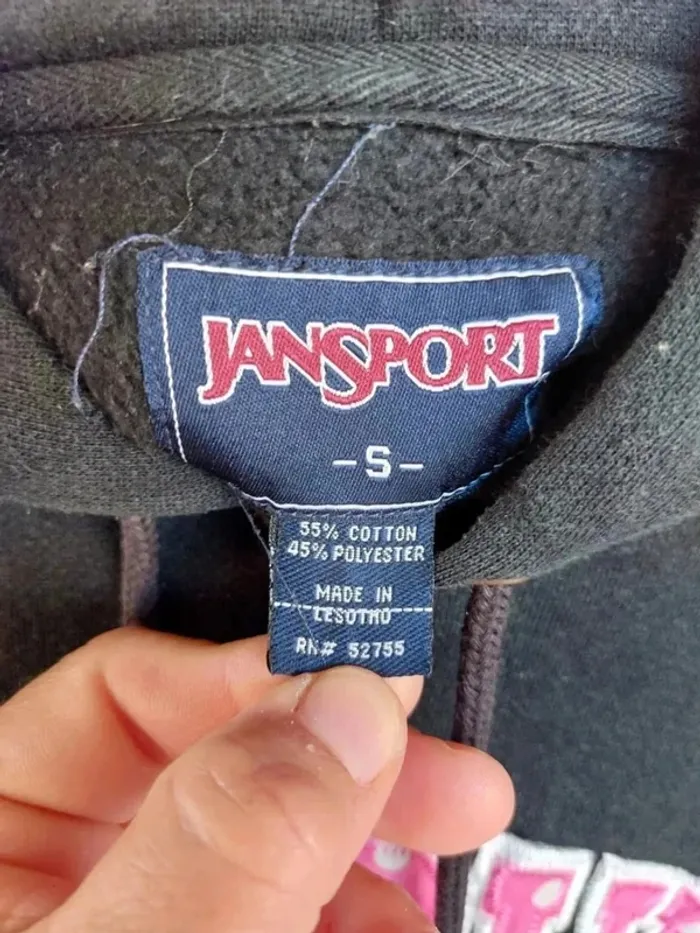 JANSPORT
-S-
55% COTTON
45% POLYESTER
MADE IN
LESOTHO
RN# 52755